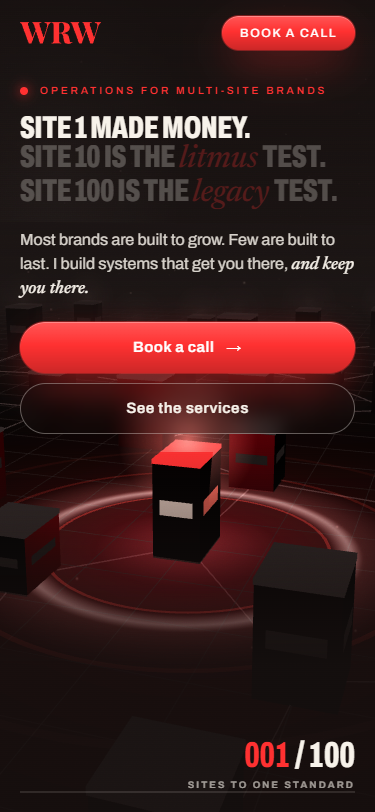 WRW
BOOK A CALL
OPERATIONS FOR MULTI-SITE BRANDS
SITE 1 MADE MONEY.
SITE 10 IS THE litmus TEST.
SITE 100 IS THE legacy TEST.
Most brands are built to grow. Few are built to
last. I build systems that get you there, and keep
you there.
Book a call →
See the services
001 / 100
SITES TO ONE STANDARD